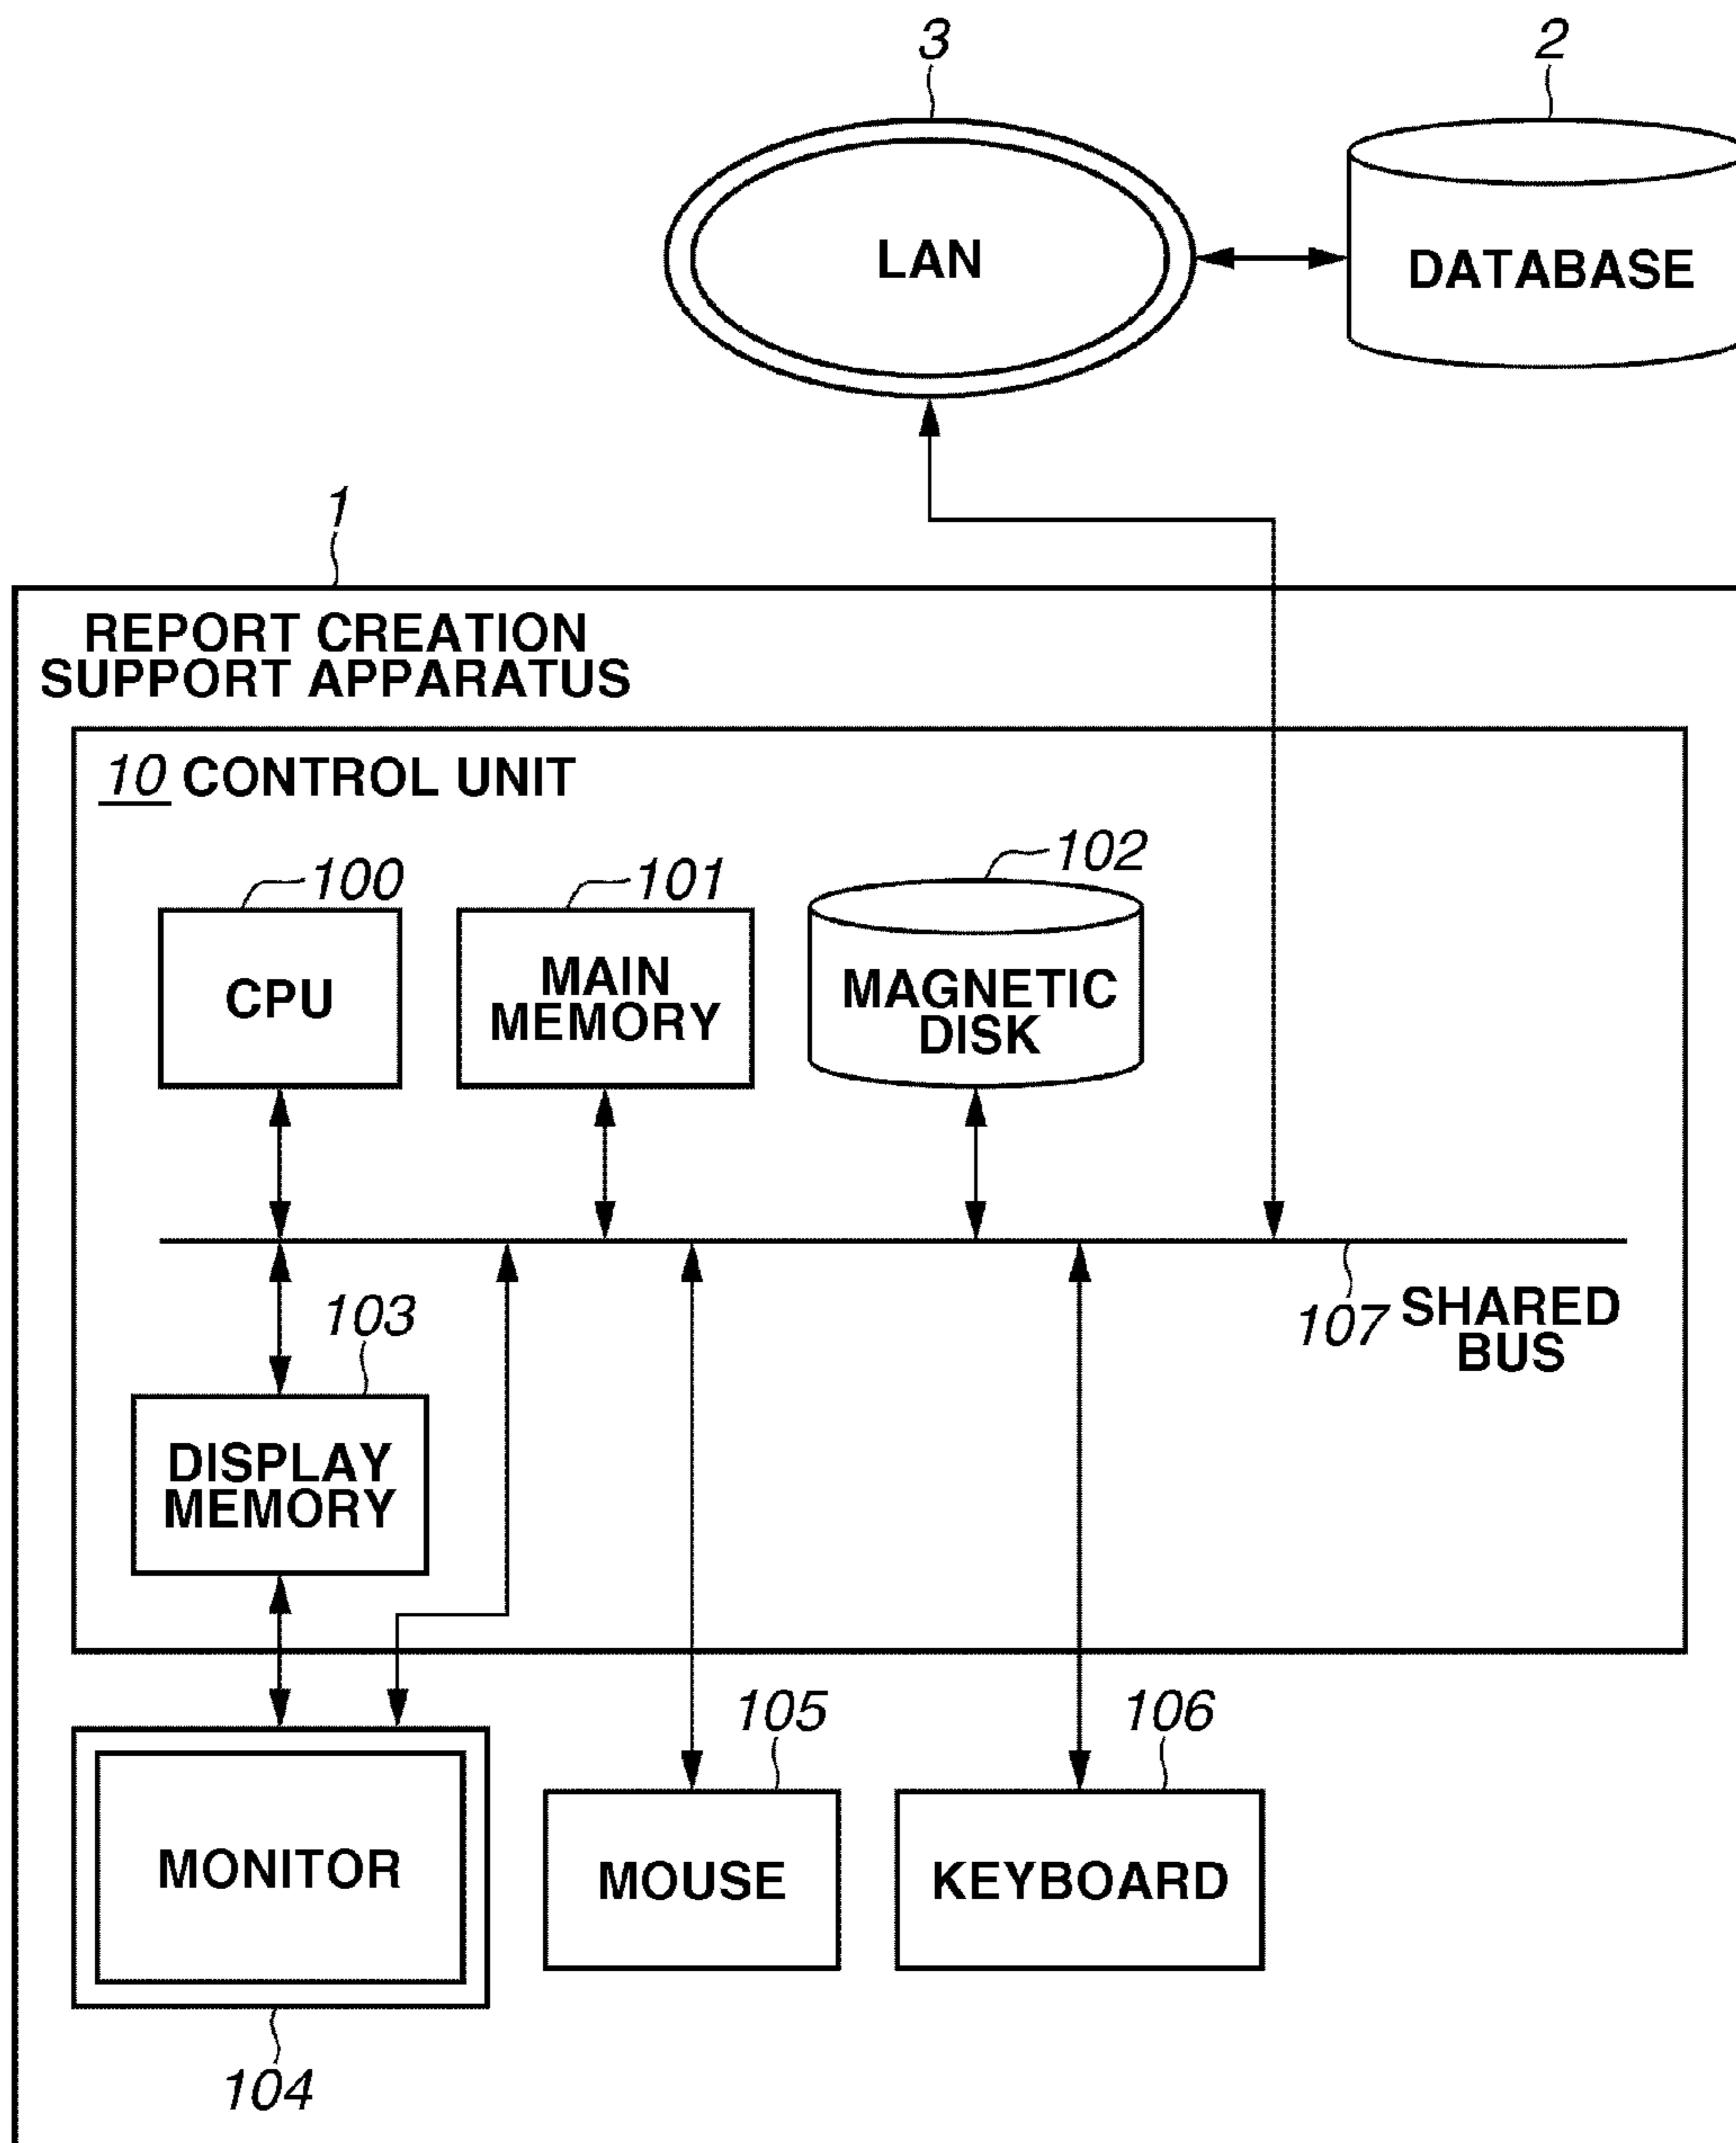 3
2
LAN
DATABASE
1
REPORT CREATION
SUPPORT APPARATUS
10 CONTROL UNIT
100
101
102
CPU
MAIN
MEMORY
MAGNETIC
DISK
103
107 SHARED
BUS
DISPLAY
MEMORY
105
106
MONITOR
MOUSE
KEYBOARD
104